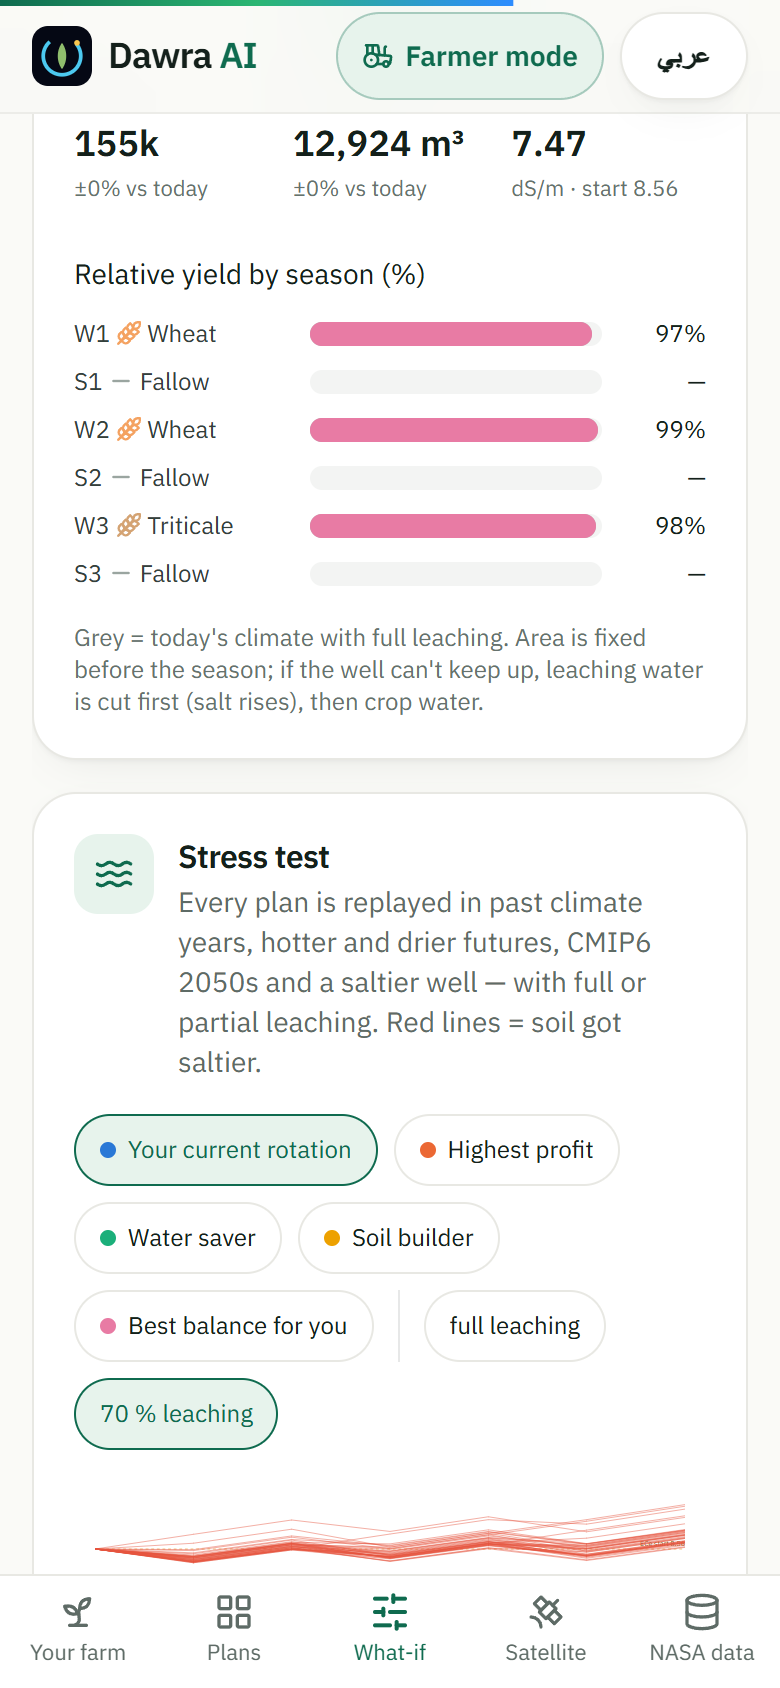 Dawra AI
Farmer mode
عربي
155k
12,924 m³
7.47
±0% vs today
±0% vs today
dS/m · start 8.56
Relative yield by season (%)
W1 Wheat 97%
S1 — Fallow —
W2 Wheat 99%
S2 — Fallow —
W3 Triticale 98%
S3 — Fallow —
Grey = today's climate with full leaching. Area is fixed
before the season; if the well can't keep up, leaching water
is cut first (salt rises), then crop water.
Stress test
Every plan is replayed in past climate
years, hotter and drier futures, CMIP6
2050s and a saltier well — with full or
partial leaching. Red lines = soil got
saltier.
Your current rotation
Highest profit
Water saver
Soil builder
Best balance for you
full leaching
70 % leaching
Your farm
Plans
What-if
Satellite
NASA data